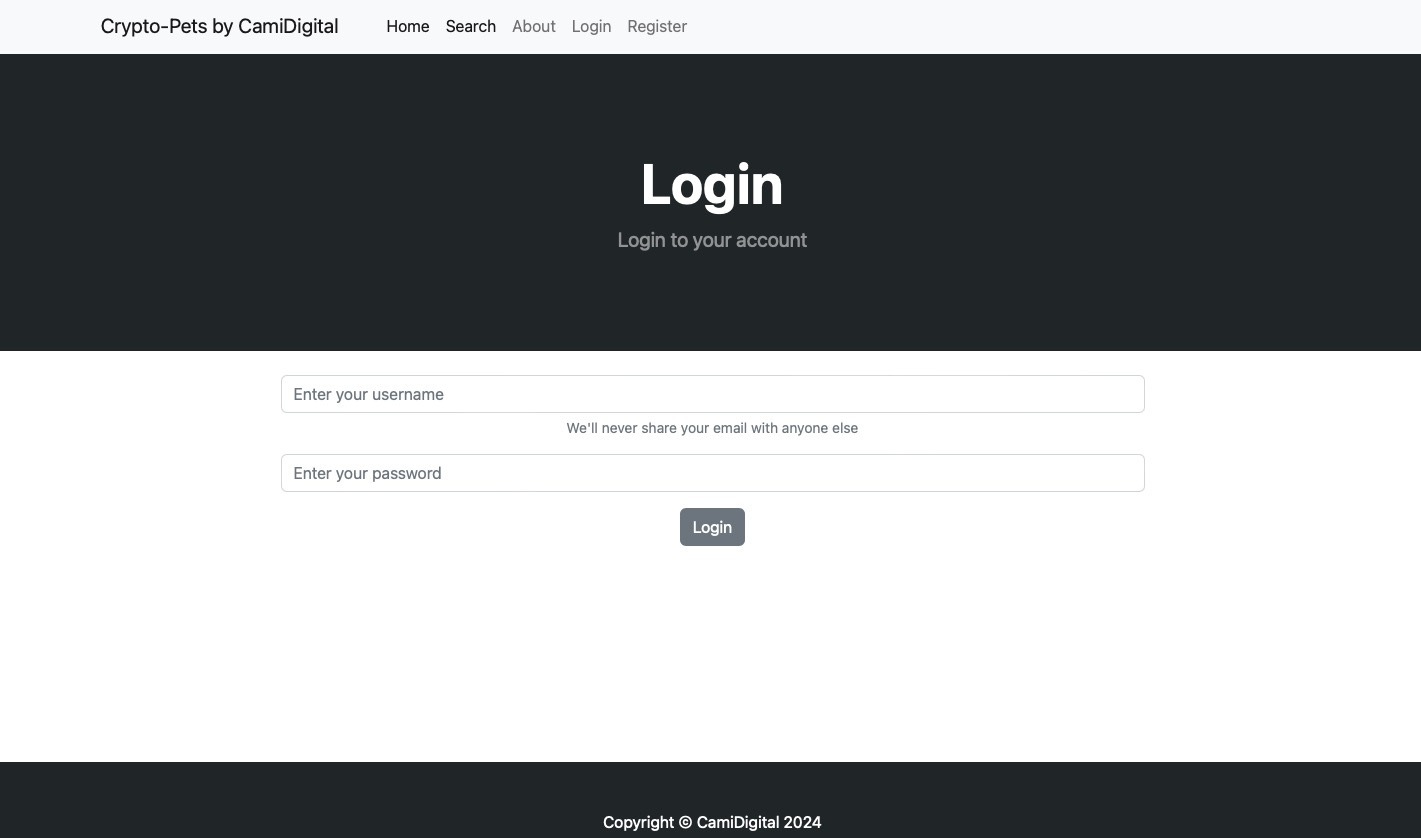 Crypto-Pets by CamiDigital Home Search About Login Register
Login
Login to your account
Enter your username
We'll never share your email with anyone else
Enter your password
Login
Copyright © CamiDigital 2024